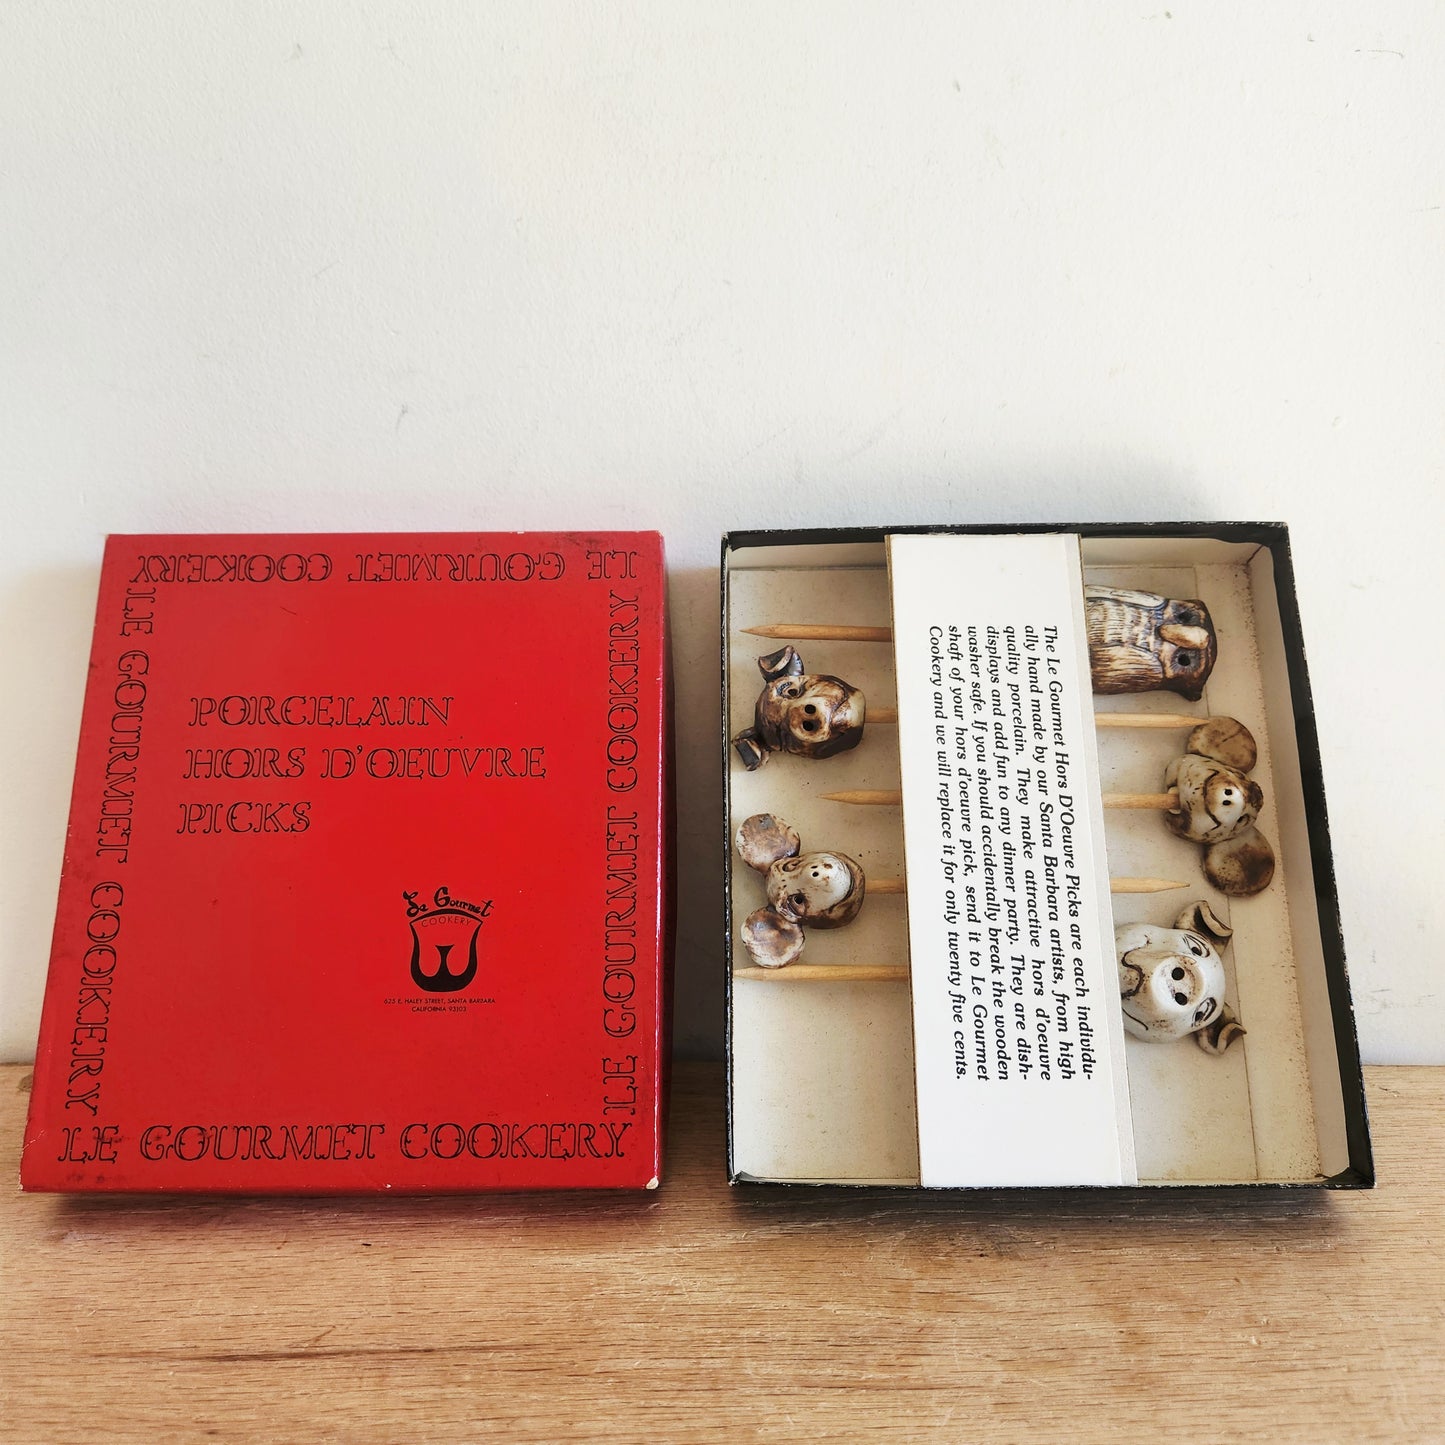 LE GOURMET COOKERY
LE GOURMET COOKERY
LE GOURMET COOKERY
LE GOURMET COOKERY
PORCELAIN
HORS D'OEUVRE
PICKS
Le Gourmet
COOKERY
625 E. HALEY STREET, SANTA BARBARA
CALIFORNIA 93103
The Le Gourmet Hors D'Oeuvre Picks are each individu-
ally hand made by our Santa Barbara artists, from high
quality porcelain. They make attractive hors d'oeuvre
displays and add fun to any dinner party. They are dish-
washer safe. If you should accidentally break the wooden
shaft of your hors d'oeuvre pick, send it to Le Gourmet
Cookery and we will replace it for only twenty five cents.